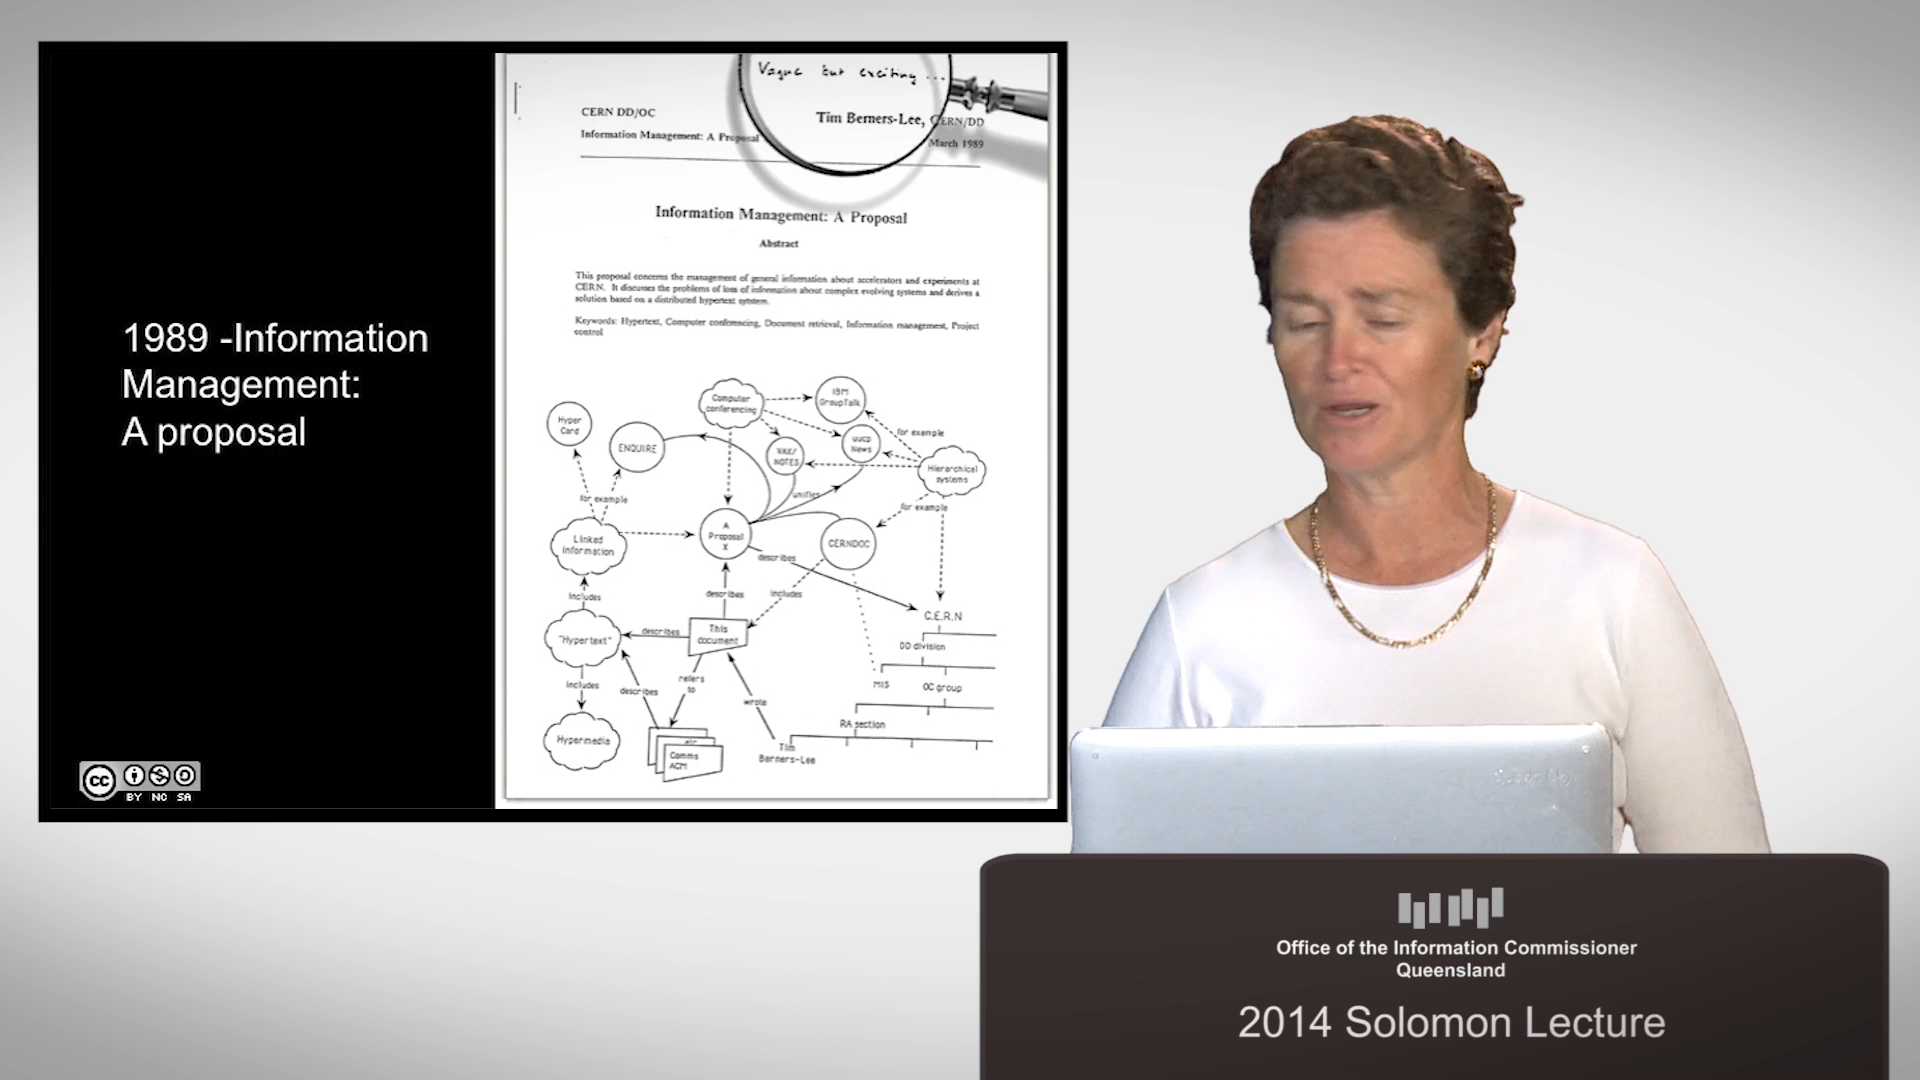 1989 -Information
Management:
A proposal
CC
BY NC SA
Vague but exciting ...
CERN DD/OC
Tim Berners-Lee, CERN/DD
Information Management: A Proposal
March 1989
Information Management: A Proposal
Abstract
This proposal concerns the management of general information about accelerators and experiments at
CERN. It discusses the problems of loss of information about complex evolving systems and derives a
solution based on a distributed hypertext system.
Keywords: Hypertext, Computer conferencing, Document retrieval, Information management, Project
control
Computer
conferencing
IBM
GroupTalk
Hyper
Card
ENQUIRE
VAX/
NOTES
uucp
News
for example
Hierarchical
systems
unifies
for example
for example
Linked
information
A
Proposal
X
CERNDOC
describes
includes
describes
includes
C.E.R.N
"Hypertext"
describes
This
document
DD division
includes
describes
refers
to
wrote
MIS
OC group
RA section
Hypermedia
etc
Comms
ACM
Tim
Berners-Lee
Office of the Information Commissioner
Queensland
2014 Solomon Lecture